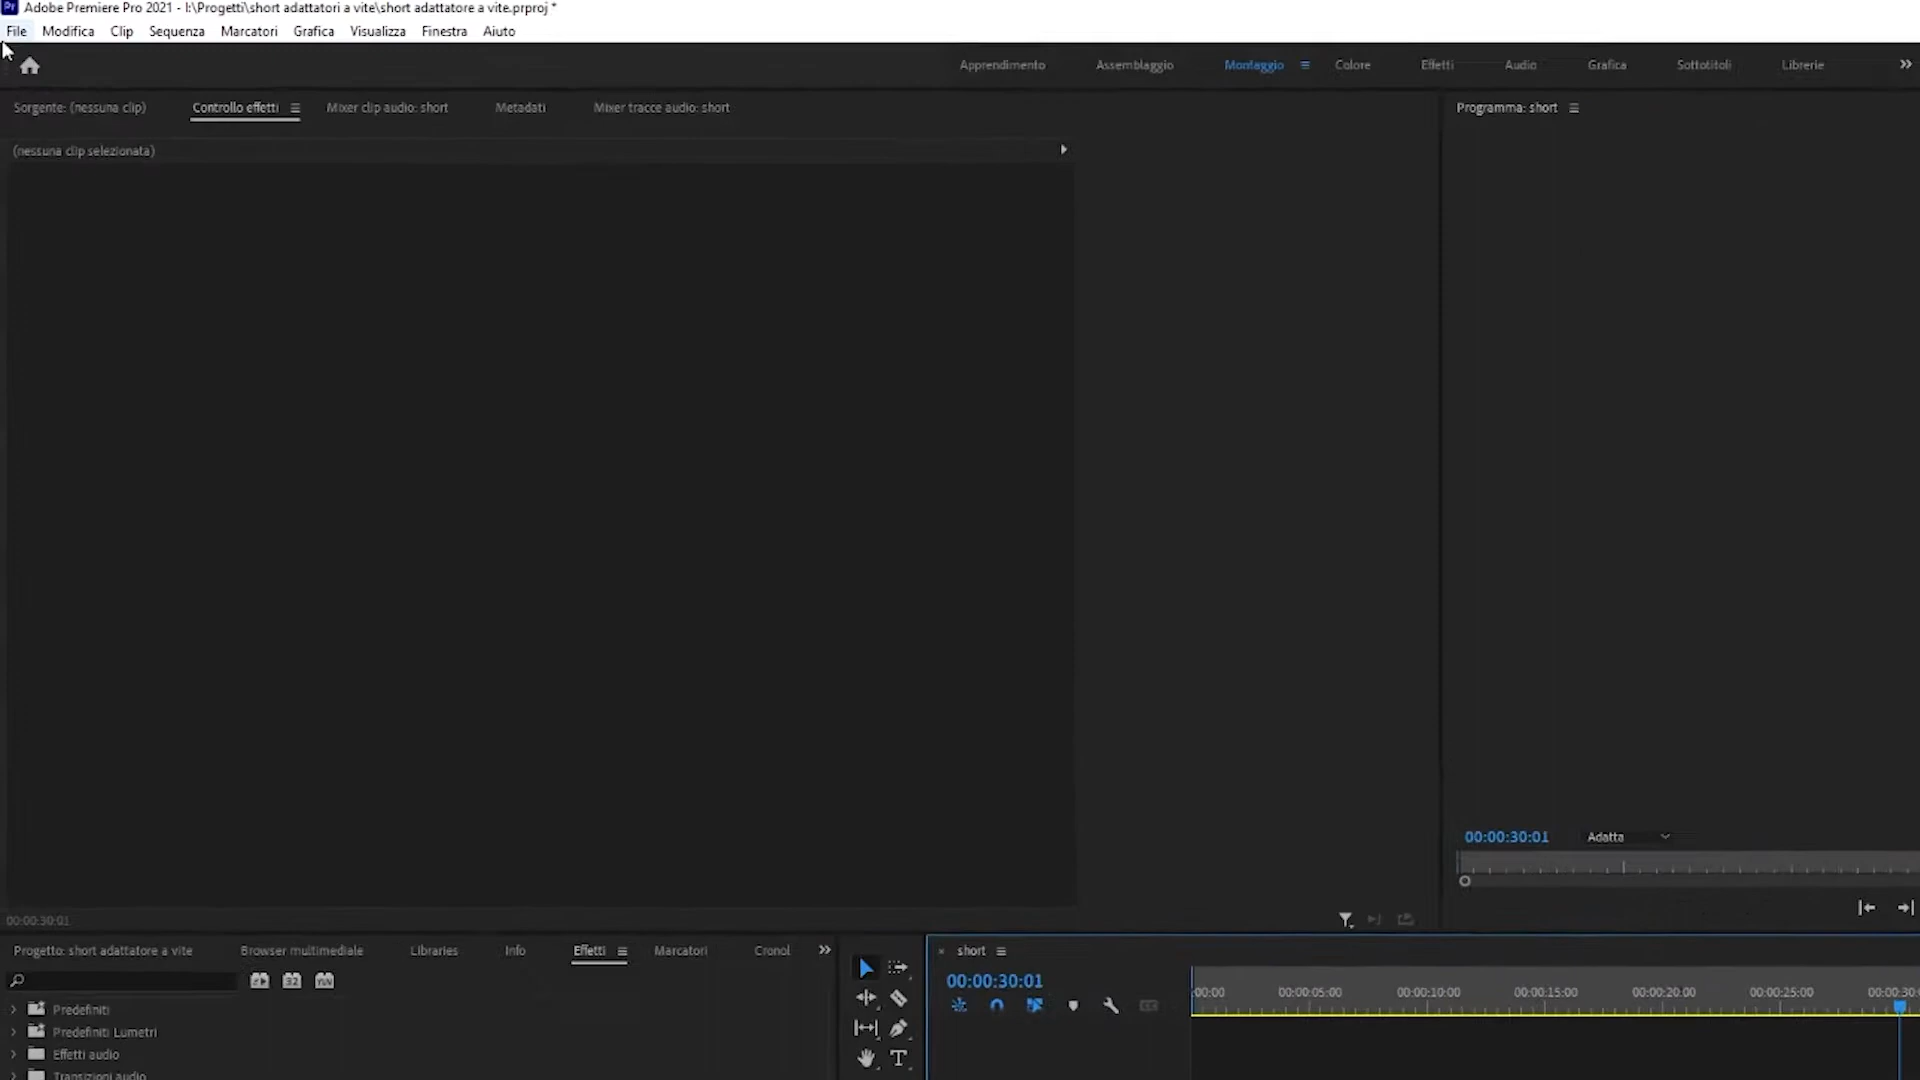 Adobe Premiere Pro 2021 - I:\Progetti\short adattatori a vite\short adattatore a vite.prproj *
File Modifica Clip Sequenza Marcatori Grafica Visualizza Finestra Aiuto
Apprendimento Assemblaggio Montaggio Colore Effetti Audio Grafica Sottotitoli Librerie
Sorgente: (nessuna clip) Controllo effetti Mixer clip audio: short Metadati Mixer tracce audio: short Programma: short
(nessuna clip selezionata)
00:00:30:01 Adatta
00:00:30:01
Progetto: short adattatore a vite Browser multimediale Libraries Info Effetti Marcatori Cronol short
00:00:30:01
:00:00 00:00:05:00 00:00:10:00 00:00:15:00 00:00:20:00 00:00:25:00 00:00:30:0
Predefiniti
Predefiniti Lumetri
Effetti audio
Transizioni audio